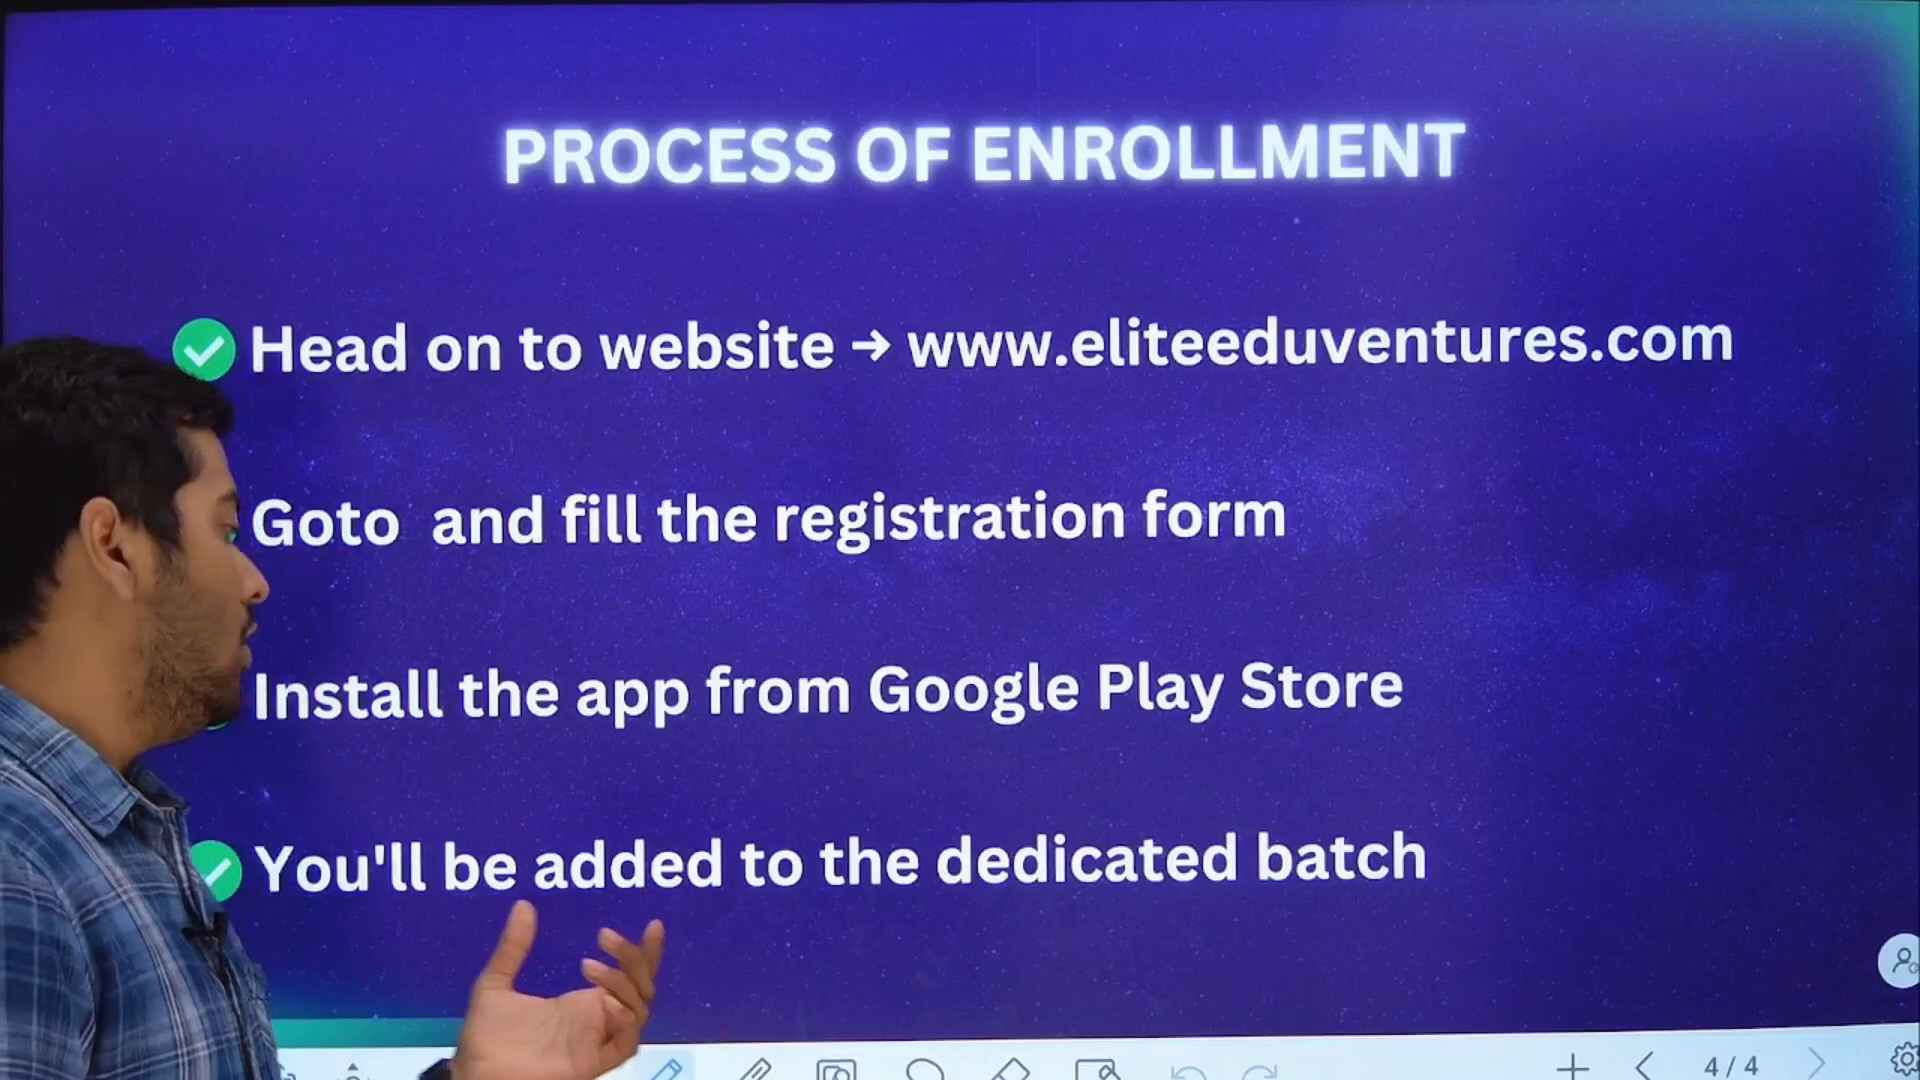 PROCESS OF ENROLLMENT
Head on to website → www.eliteeduventures.com
Goto and fill the registration form
Install the app from Google Play Store
You'll be added to the dedicated batch
4 / 4